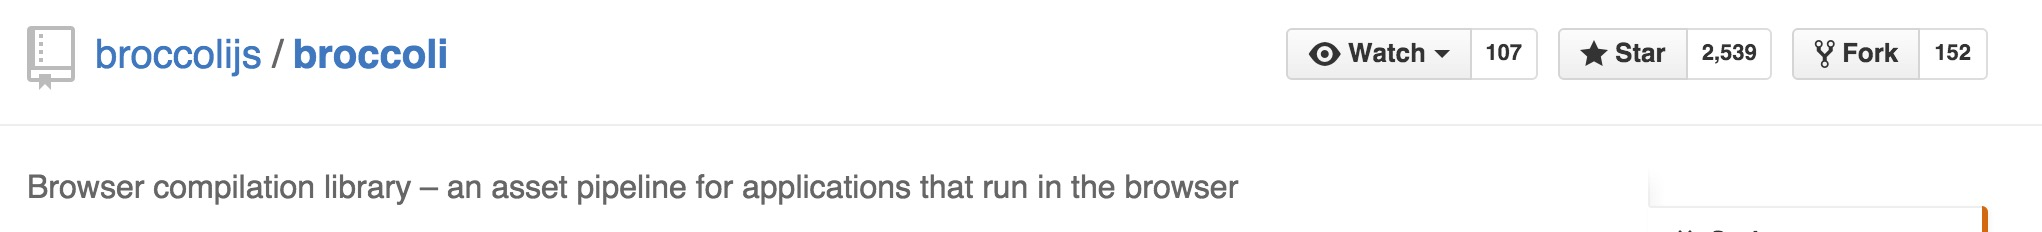 broccolijs / broccoli
Watch 107 Star 2,539 Fork 152
Browser compilation library – an asset pipeline for applications that run in the browser